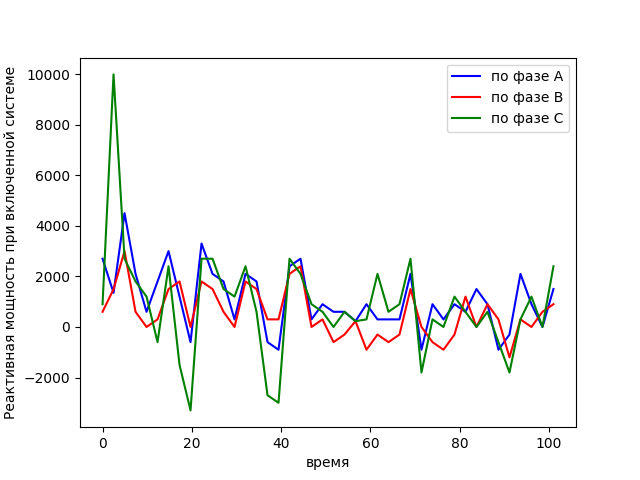 по фазе A
по фазе B
по фазе C
Реактивная мощность при включенной системе
10000
8000
6000
4000
2000
0
−2000
0 20 40 60 80 100
время